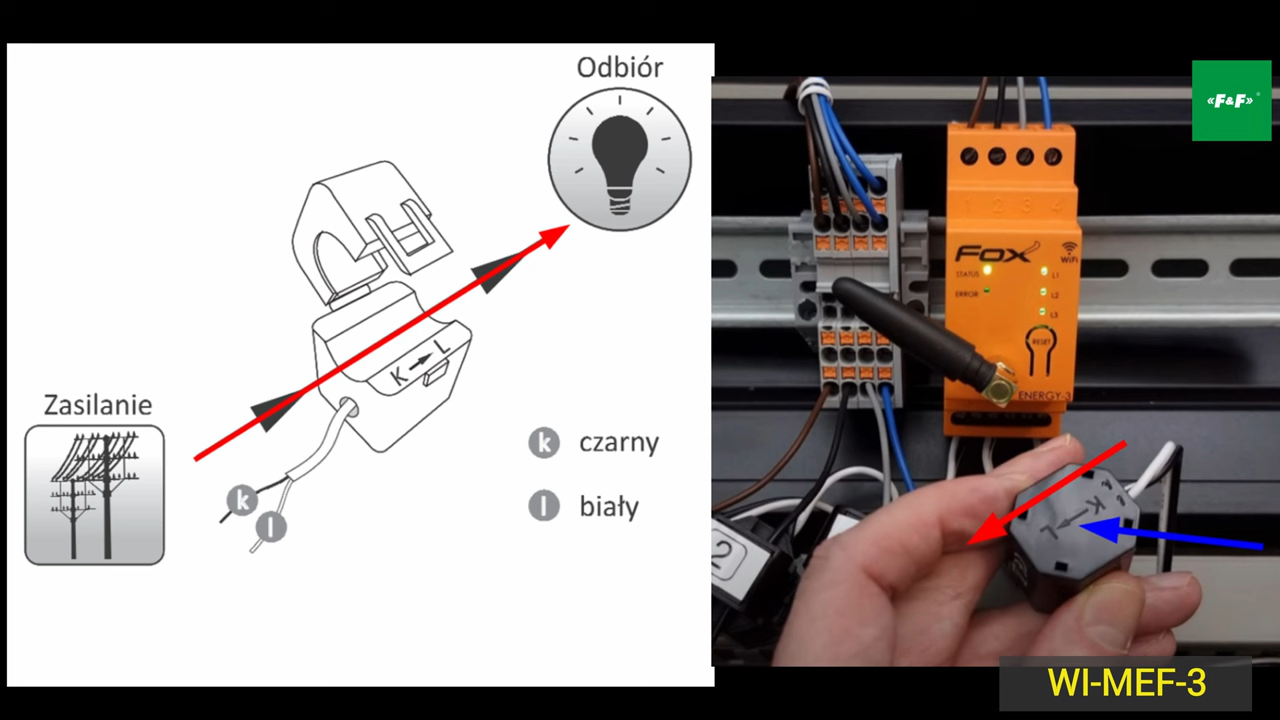 Odbiór
K → L
Zasilanie
k czarny
l biały
k
l
«F&F»
1 2 3 4
FOX
WiFi
STATUS
ERROR
L1
L2
L3
RESET
ENERGY-3
K → L
2
WI-MEF-3